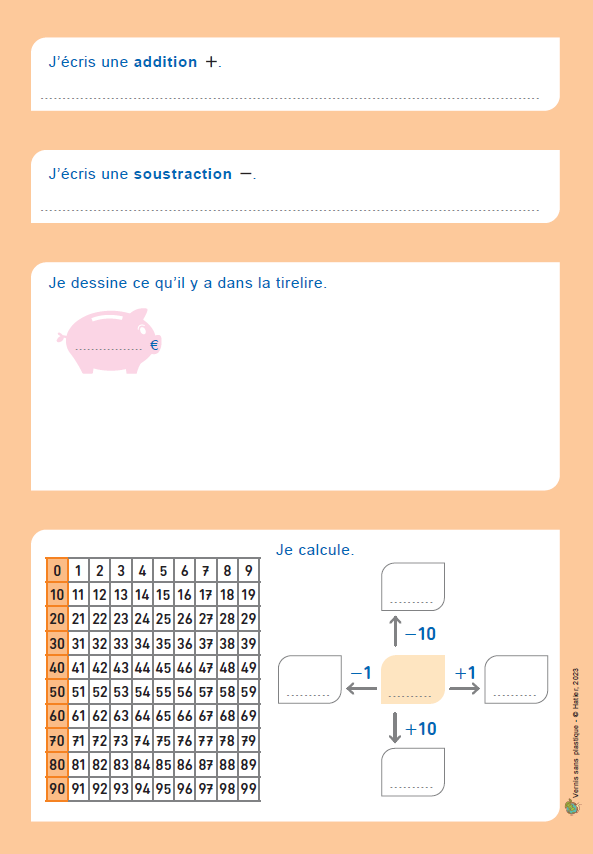 J'écris une addition +.
J'écris une soustraction −.
Je dessine ce qu'il y a dans la tirelire.
€
Je calcule.
0 1 2 3 4 5 6 7 8 9
10 11 12 13 14 15 16 17 18 19
20 21 22 23 24 25 26 27 28 29
30 31 32 33 34 35 36 37 38 39
40 41 42 43 44 45 46 47 48 49
50 51 52 53 54 55 56 57 58 59
60 61 62 63 64 65 66 67 68 69
70 71 72 73 74 75 76 77 78 79
80 81 82 83 84 85 86 87 88 89
90 91 92 93 94 95 96 97 98 99
−10
−1
+1
+10
Vernis sans plastique - © Hatier, 2023